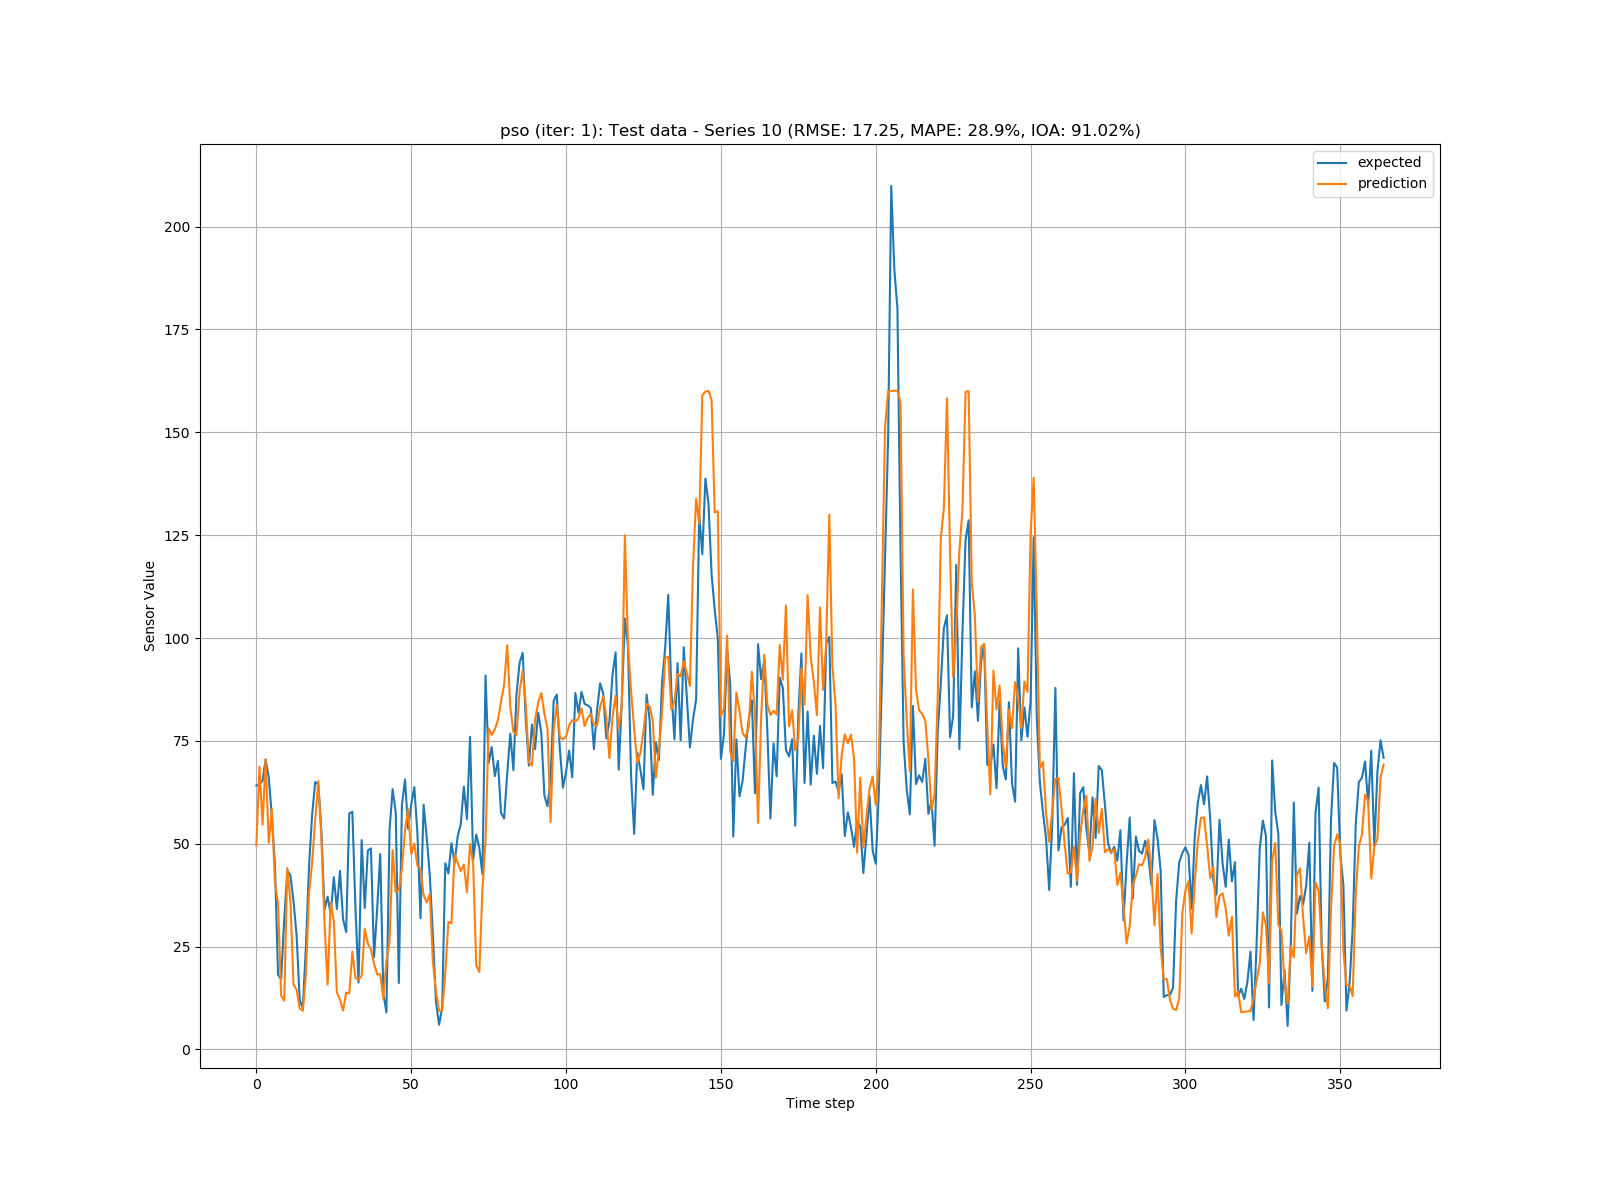 pso (iter: 1): Test data - Series 10 (RMSE: 17.25, MAPE: 28.9%, IOA: 91.02%)
expected
prediction
200
175
150
125
100
75
50
25
0
Sensor Value
0 50 100 150 200 250 300 350
Time step